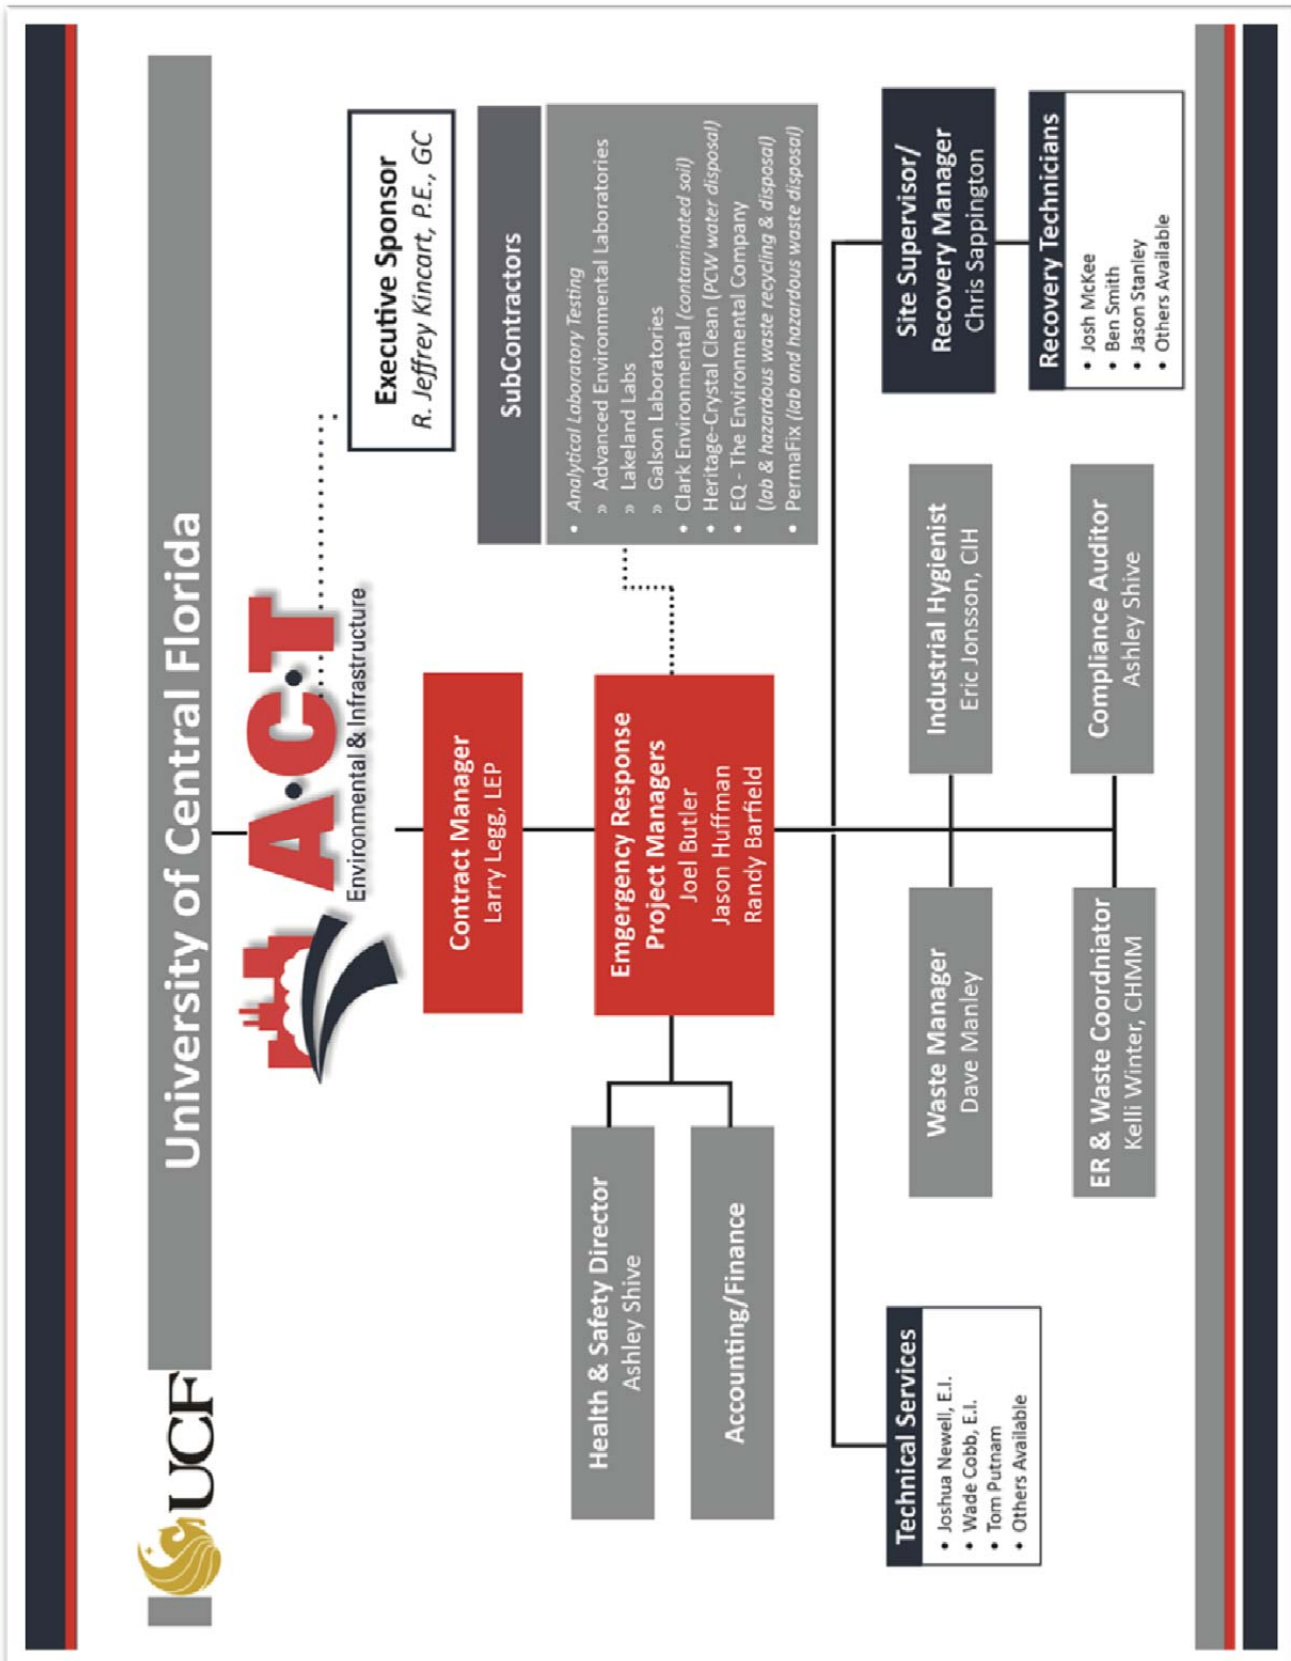 UCF
University of Central Florida
A·C·T
Environmental & Infrastructure
Executive Sponsor
R. Jeffrey Kincart, P.E., GC
Contract Manager
Larry Legg, LEP
SubContractors
• Analytical Laboratory Testing
» Advanced Environmental Laboratories
» Lakeland Labs
» Galson Laboratories
• Clark Environmental (contaminated soil)
• Heritage-Crystal Clean (PCW water disposal)
• EQ - The Environmental Company
(lab & hazardous waste recycling & disposal)
• PermaFix (lab and hazardous waste disposal)
Emgergency Response
Project Managers
Joel Butler
Jason Huffman
Randy Barfield
Health & Safety Director
Ashley Shive
Accounting/Finance
Technical Services
• Joshua Newell, E.I.
• Wade Cobb, E.I.
• Tom Putnam
• Others Available
Waste Manager
Dave Manley
Industrial Hygienist
Eric Jonsson, CIH
ER & Waste Coordniator
Kelli Winter, CHMM
Compliance Auditor
Ashley Shive
Site Supervisor/
Recovery Manager
Chris Sappington
Recovery Technicians
• Josh McKee
• Ben Smith
• Jason Stanley
• Others Available